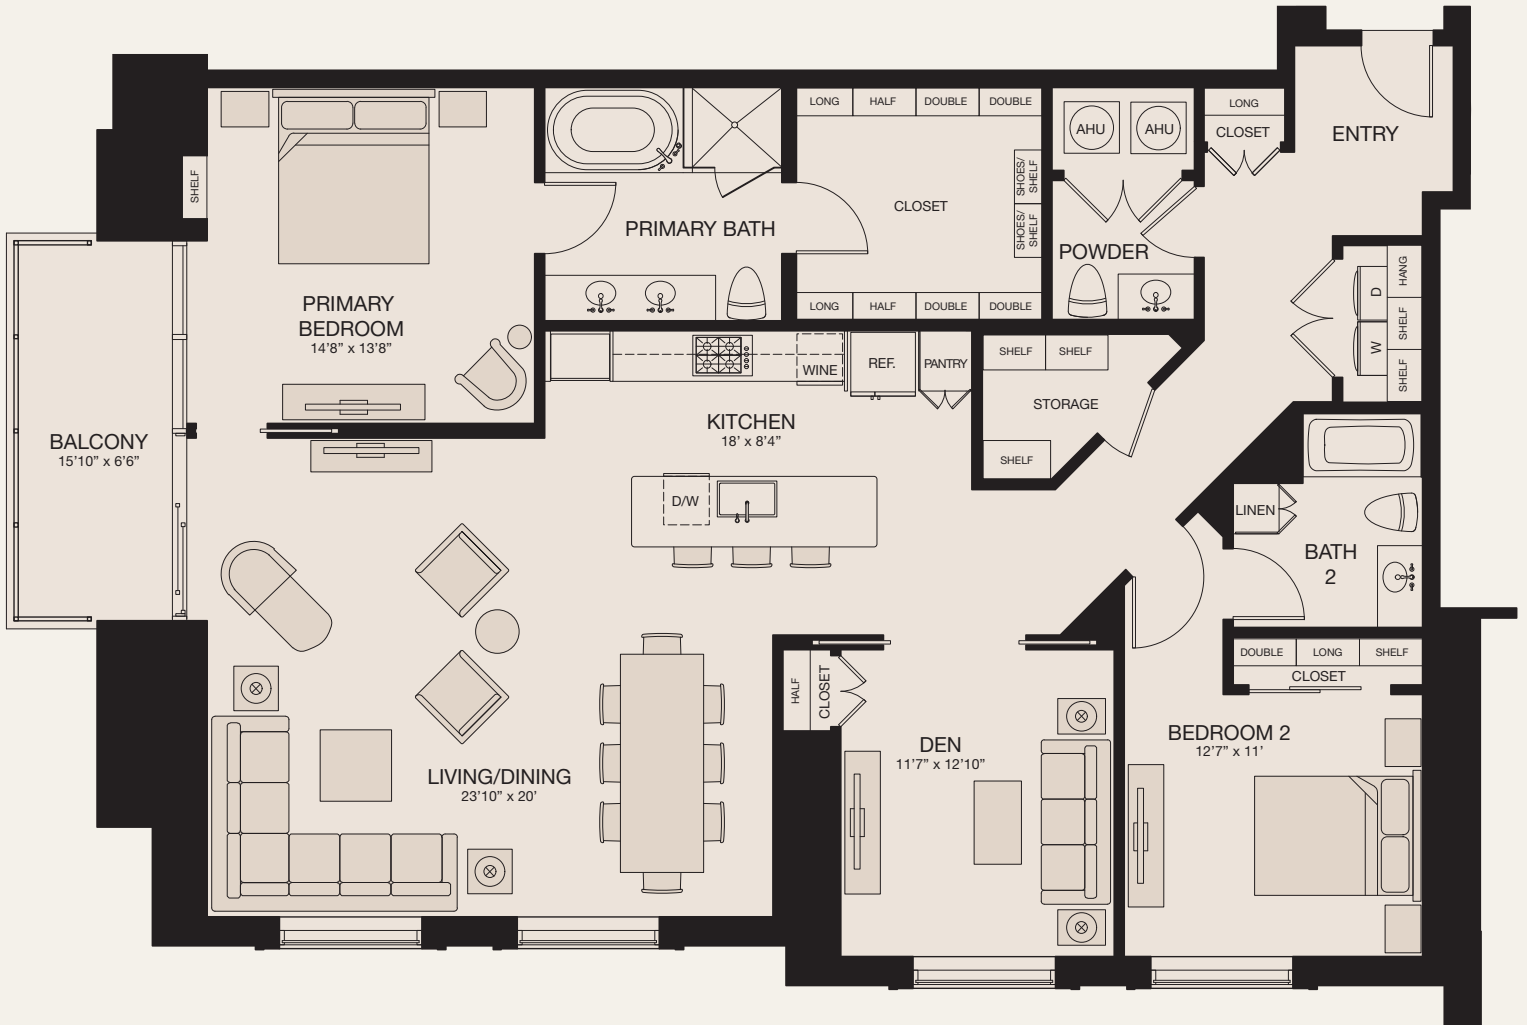 LONG
HALF
DOUBLE
DOUBLE
LONG
CLOSET
AHU
AHU
ENTRY
SHELF
SHOES/
SHELF
SHOES/
SHELF
CLOSET
PRIMARY BATH
POWDER
LONG
HALF
DOUBLE
DOUBLE
HANG
D
SHELF
W
SHELF
PRIMARY
BEDROOM
14'8" x 13'8"
WINE
REF.
PANTRY
SHELF
SHELF
STORAGE
SHELF
KITCHEN
18' x 8'4"
BALCONY
15'10" x 6'6"
D/W
LINEN
BATH
2
DOUBLE
LONG
SHELF
CLOSET
HALF
CLOSET
BEDROOM 2
12'7" x 11'
DEN
11'7" x 12'10"
LIVING/DINING
23'10" x 20'